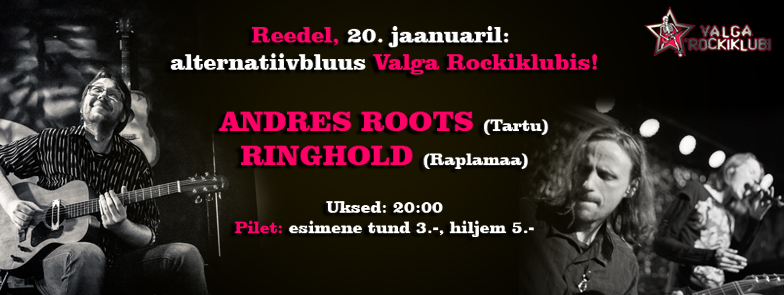 Reedel, 20. jaanuaril:
alternatiivbluus Valga Rockiklubis!
VALGA
ROCKIKLUBI
ANDRES ROOTS (Tartu)
RINGHOLD (Raplamaa)
Uksed: 20:00
Pilet: esimene tund 3.-, hiljem 5.-